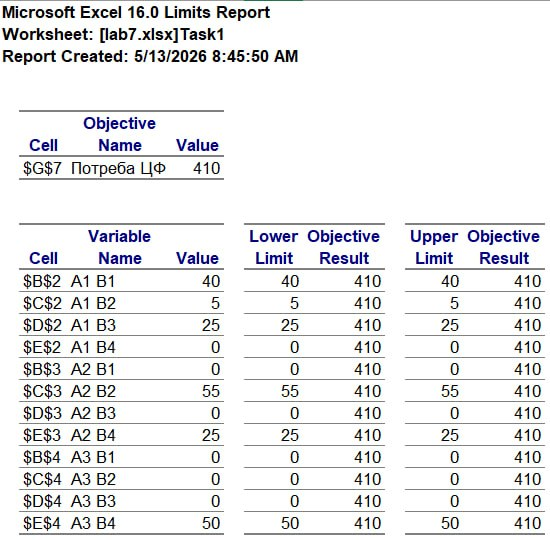 Microsoft Excel 16.0 Limits Report
Worksheet: [lab7.xlsx]Task1
Report Created: 5/13/2026 8:45:50 AM
Objective
Cell Name Value
$G$7 Потреба ЦФ 410
Variable Lower Objective Upper Objective
Cell Name Value Limit Result Limit Result
$B$2 A1 B1 40 40 410 40 410
$C$2 A1 B2 5 5 410 5 410
$D$2 A1 B3 25 25 410 25 410
$E$2 A1 B4 0 0 410 0 410
$B$3 A2 B1 0 0 410 0 410
$C$3 A2 B2 55 55 410 55 410
$D$3 A2 B3 0 0 410 0 410
$E$3 A2 B4 25 25 410 25 410
$B$4 A3 B1 0 0 410 0 410
$C$4 A3 B2 0 0 410 0 410
$D$4 A3 B3 0 0 410 0 410
$E$4 A3 B4 50 50 410 50 410